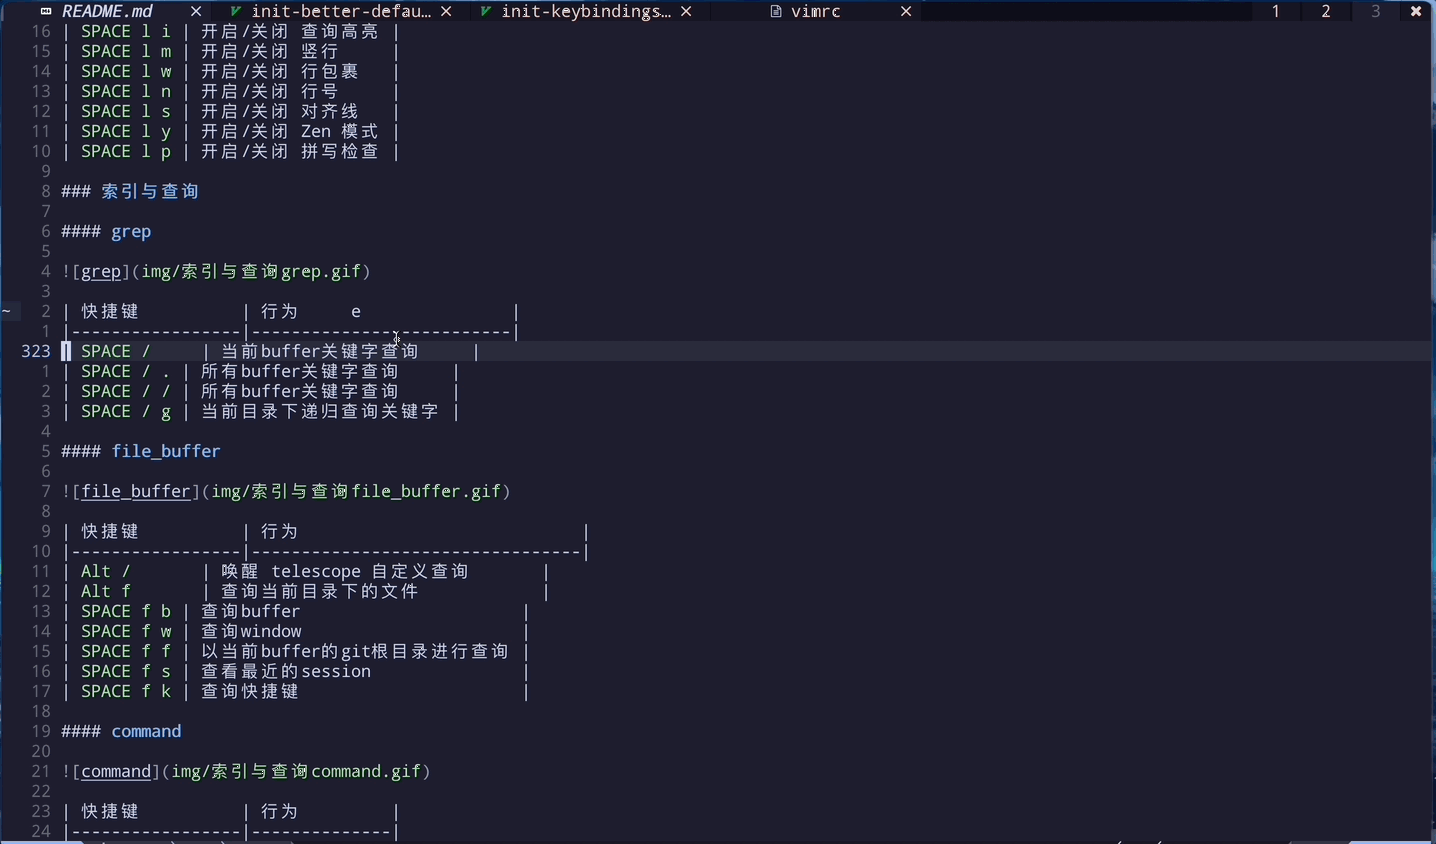 README.md × init-better-defau... × init-keybindings... × vimrc × 1 2 3 ×
16 | SPACE l i | 开启/关闭 查询高亮 |
15 | SPACE l m | 开启/关闭 竖行 |
14 | SPACE l w | 开启/关闭 行包裹 |
13 | SPACE l n | 开启/关闭 行号 |
12 | SPACE l s | 开启/关闭 对齐线 |
11 | SPACE l y | 开启/关闭 Zen 模式 |
10 | SPACE l p | 开启/关闭 拼写检查 |
9
8 ### 索引与查询
7
6 #### grep
5
4 ![grep](img/索引与查询grep.gif)
3
~ 2 | 快捷键 | 行为 e |
1 |-----------------|--------------------------|
323 | SPACE / | 当前buffer关键字查询 |
1 | SPACE / . | 所有buffer关键字查询 |
2 | SPACE / / | 所有buffer关键字查询 |
3 | SPACE / g | 当前目录下递归查询关键字 |
4
5 #### file_buffer
6
7 ![file_buffer](img/索引与查询file_buffer.gif)
8
9 | 快捷键 | 行为 |
10 |-----------------|---------------------------------|
11 | Alt / | 唤醒 telescope 自定义查询 |
12 | Alt f | 查询当前目录下的文件 |
13 | SPACE f b | 查询buffer |
14 | SPACE f w | 查询window |
15 | SPACE f f | 以当前buffer的git根目录进行查询 |
16 | SPACE f s | 查看最近的session |
17 | SPACE f k | 查询快捷键 |
18
19 #### command
20
21 ![command](img/索引与查询command.gif)
22
23 | 快捷键 | 行为 |
24 |-----------------|--------------|